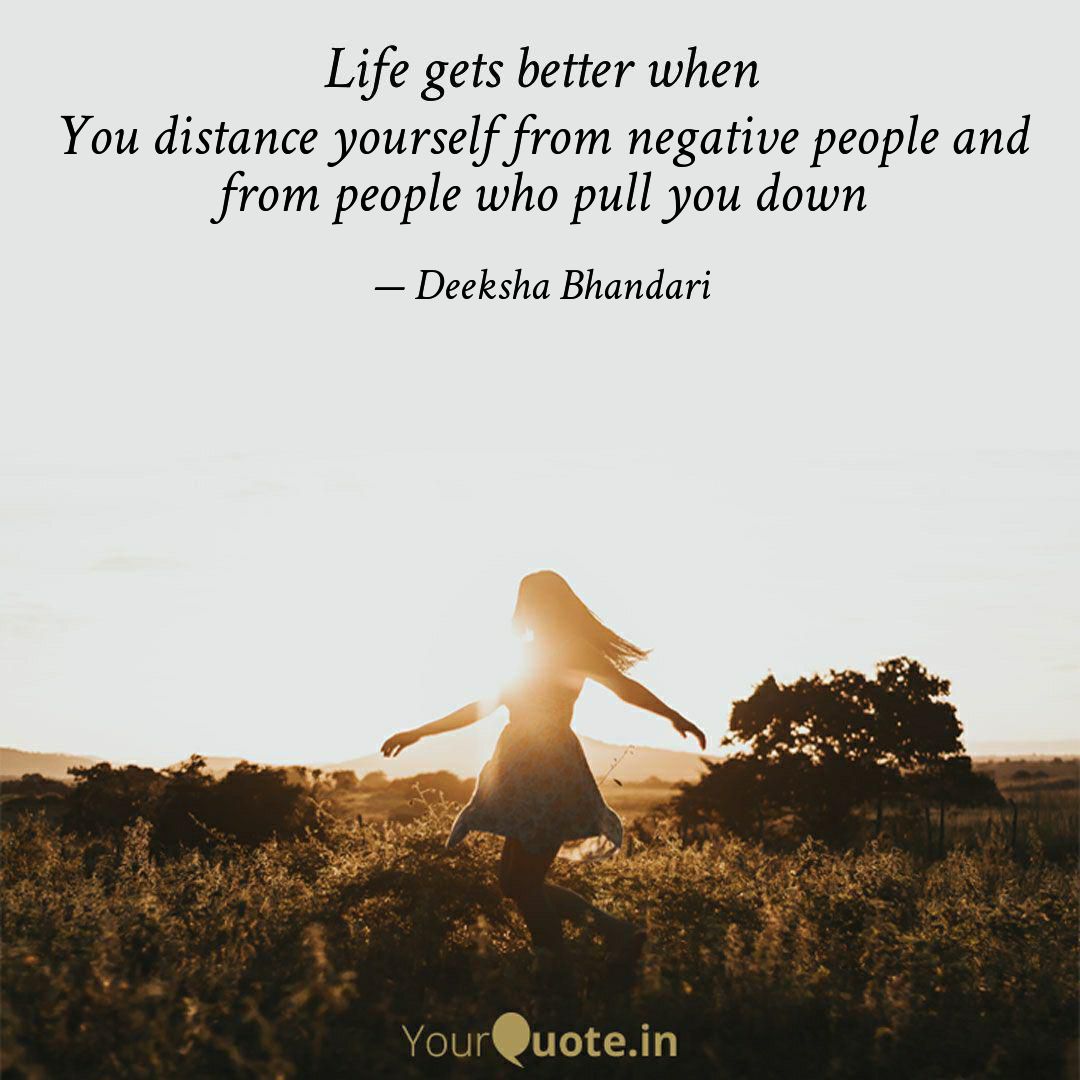 Life gets better when
You distance yourself from negative people and
from people who pull you down
— Deeksha Bhandari
YourQuote.in